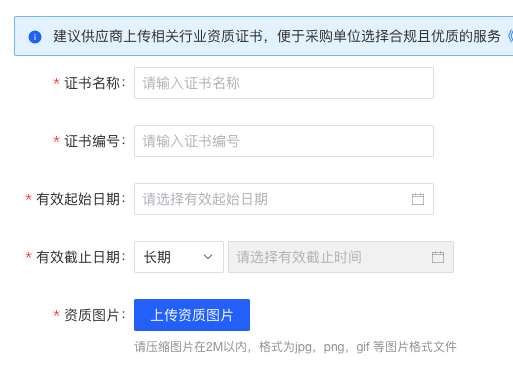 建议供应商上传相关行业资质证书，便于采购单位选择合规且优质的服务《
* 证书名称: 请输入证书名称
* 证书编号: 请输入证书编号
* 有效起始日期: 请选择有效起始日期
* 有效截止日期: 长期 请选择有效截止时间
* 资质图片: 上传资质图片
请压缩图片在2M以内，格式为jpg，png，gif 等图片格式文件